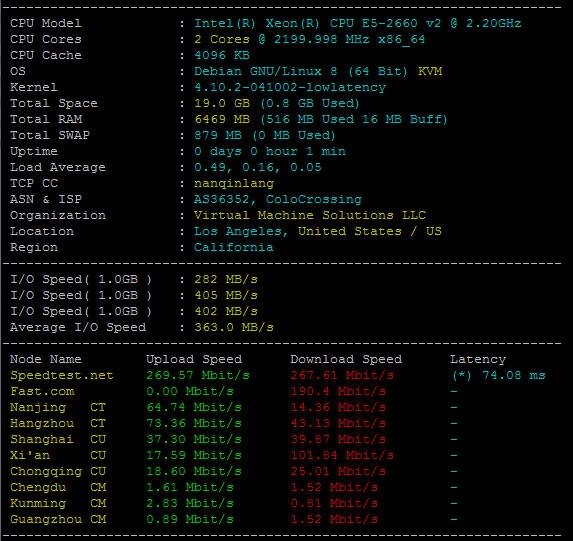 CPU Model : Intel(R) Xeon(R) CPU E5-2660 v2 @ 2.20GHz
CPU Cores : 2 Cores @ 2199.998 MHz x86_64
CPU Cache : 4096 KB
OS : Debian GNU/Linux 8 (64 Bit) KVM
Kernel : 4.10.2-041002-lowlatency
Total Space : 19.0 GB (0.8 GB Used)
Total RAM : 6469 MB (516 MB Used 16 MB Buff)
Total SWAP : 879 MB (0 MB Used)
Uptime : 0 days 0 hour 1 min
Load Average : 0.49, 0.16, 0.05
TCP CC : nanqinlang
ASN & ISP : AS36352, ColoCrossing
Organization : Virtual Machine Solutions LLC
Location : Los Angeles, United States / US
Region : California
I/O Speed( 1.0GB ) : 282 MB/s
I/O Speed( 1.0GB ) : 405 MB/s
I/O Speed( 1.0GB ) : 402 MB/s
Average I/O Speed : 363.0 MB/s
Node Name Upload Speed Download Speed Latency
Speedtest.net 269.57 Mbit/s 267.61 Mbit/s (*) 74.08 ms
Fast.com 0.00 Mbit/s 190.4 Mbit/s -
Nanjing CT 64.74 Mbit/s 14.36 Mbit/s -
Hangzhou CT 73.36 Mbit/s 43.13 Mbit/s -
Shanghai CU 37.30 Mbit/s 39.87 Mbit/s -
Xi'an CU 17.59 Mbit/s 101.84 Mbit/s -
Chongqing CU 18.60 Mbit/s 25.01 Mbit/s -
Chengdu CM 1.61 Mbit/s 1.52 Mbit/s -
Kunming CM 2.83 Mbit/s 0.81 Mbit/s -
Guangzhou CM 0.89 Mbit/s 1.52 Mbit/s -